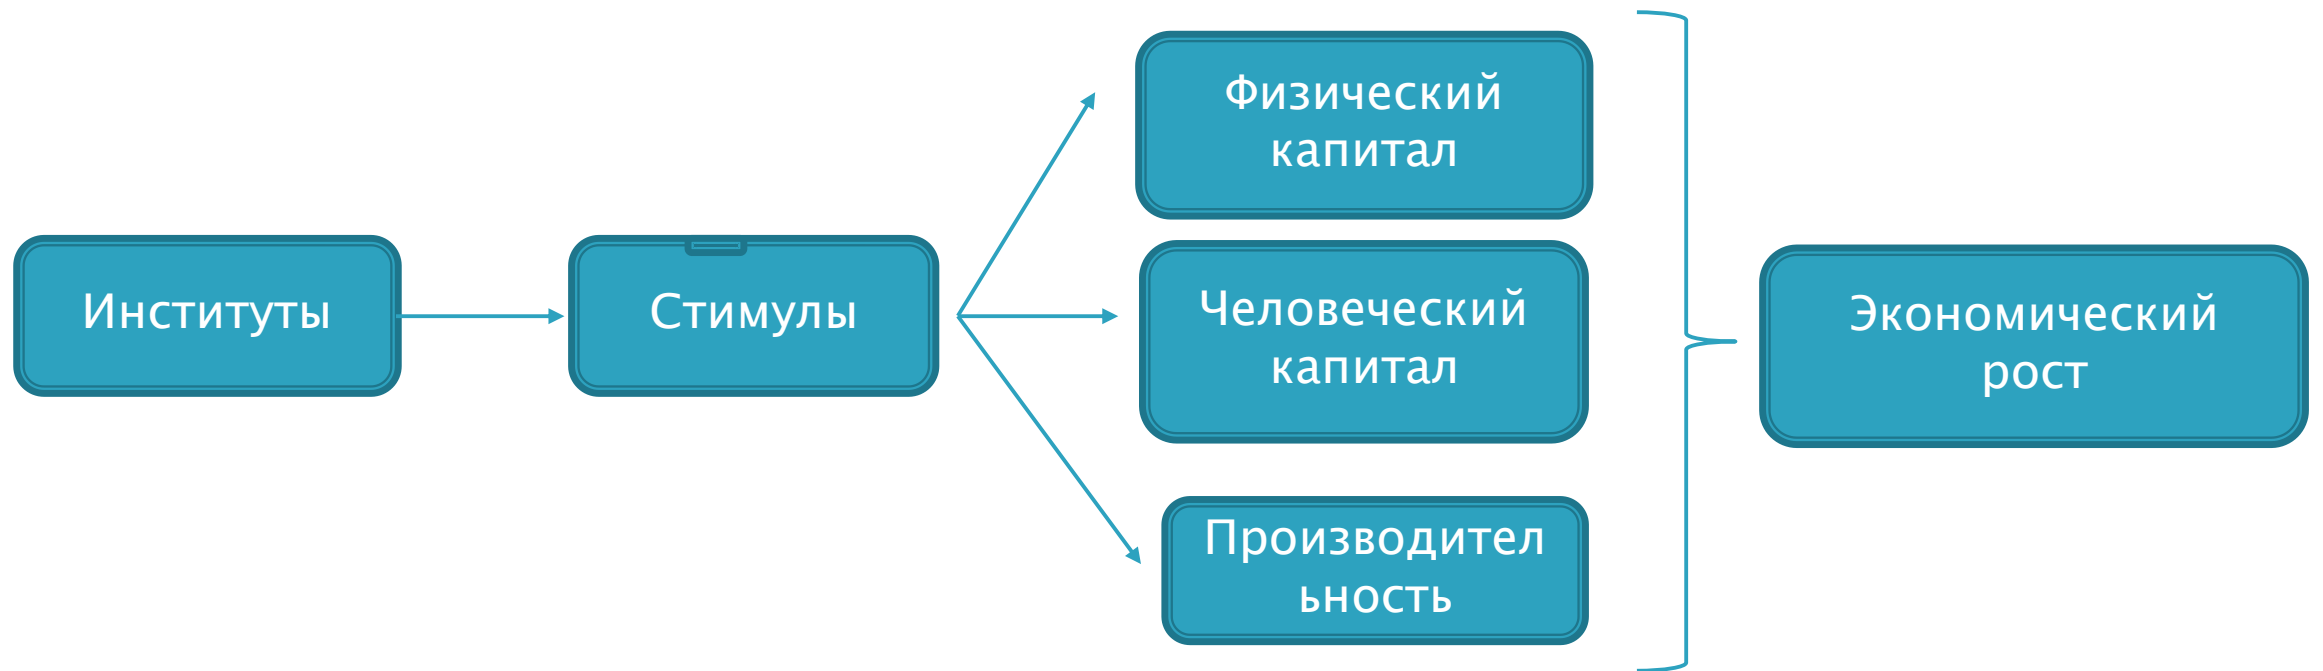 Институты
Стимулы
Физический
капитал
Человеческий
капитал
Производител
ьность
Экономический
рост